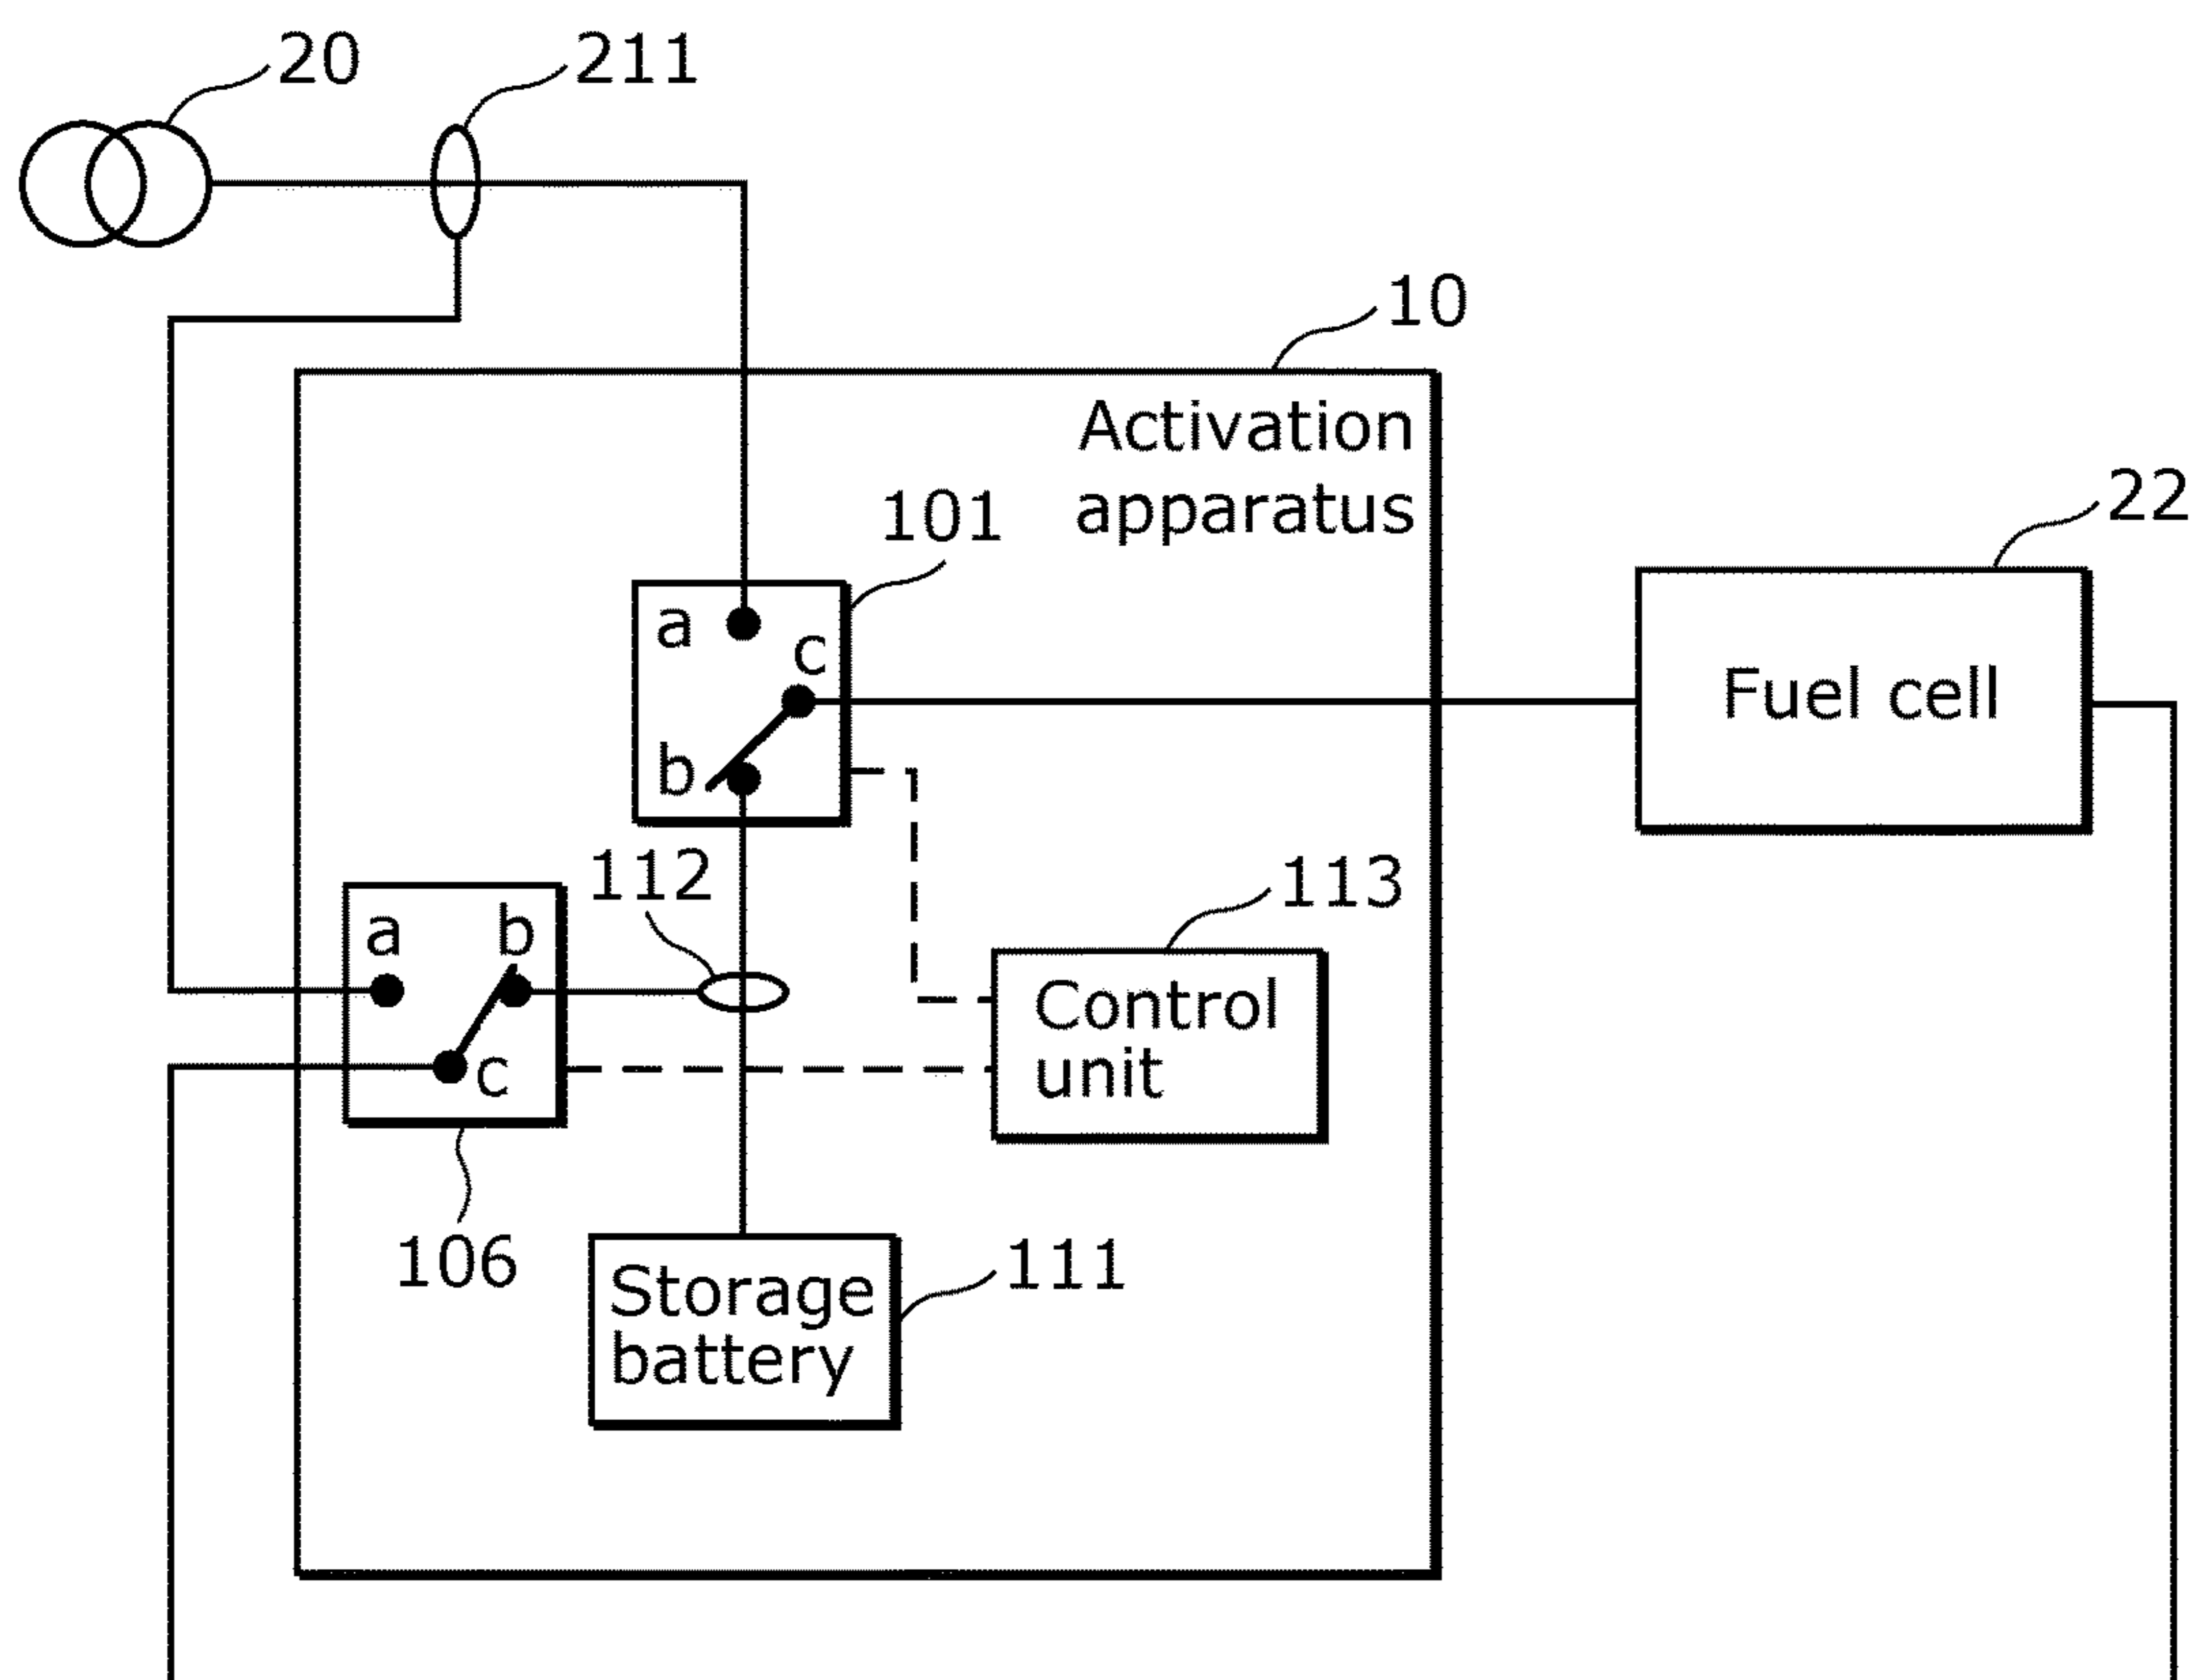 20
211
10
Activation
apparatus
101
a
c
b
22
Fuel cell
112
113
a
b
c
Control
unit
106
Storage
battery
111